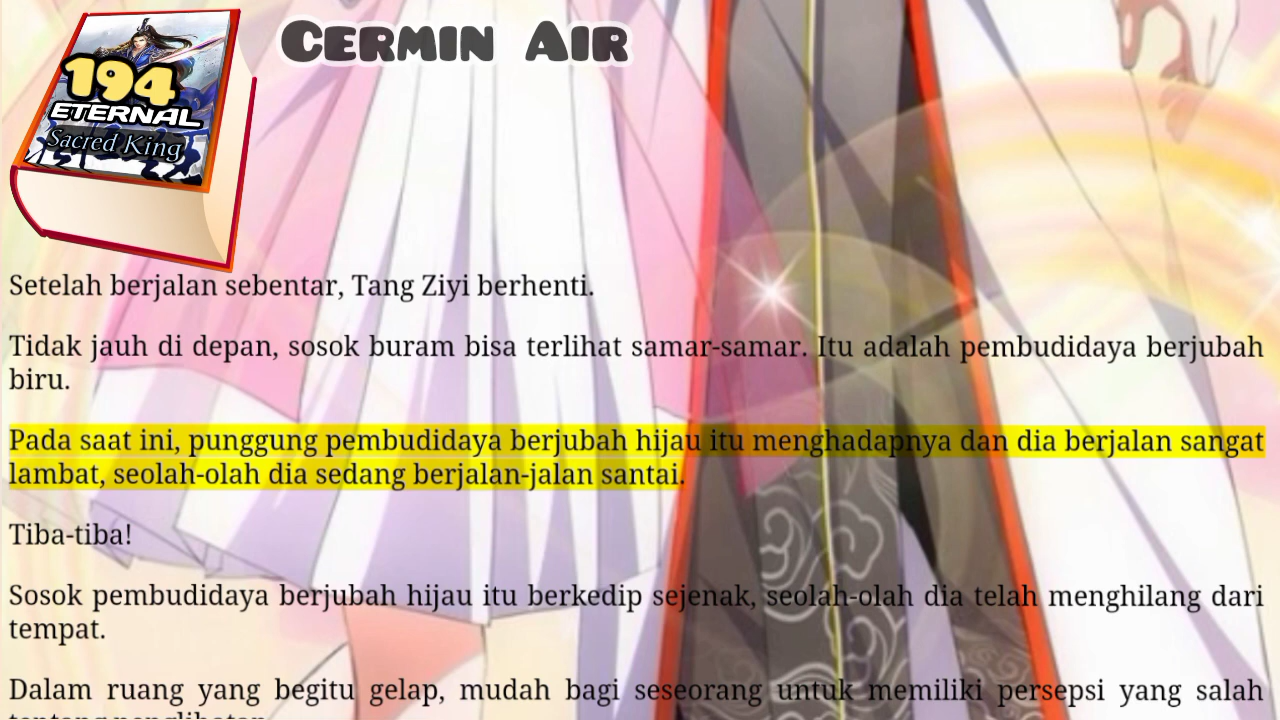 Cermin Air
194
ETERNAL
Sacred King
Setelah berjalan sebentar, Tang Ziyi berhenti.
Tidak jauh di depan, sosok buram bisa terlihat samar-samar. Itu adalah pembudidaya berjubah
biru.
Pada saat ini, punggung pembudidaya berjubah hijau itu menghadapnya dan dia berjalan sangat
lambat, seolah-olah dia sedang berjalan-jalan santai.
Tiba-tiba!
Sosok pembudidaya berjubah hijau itu berkedip sejenak, seolah-olah dia telah menghilang dari
tempat.
Dalam ruang yang begitu gelap, mudah bagi seseorang untuk memiliki persepsi yang salah